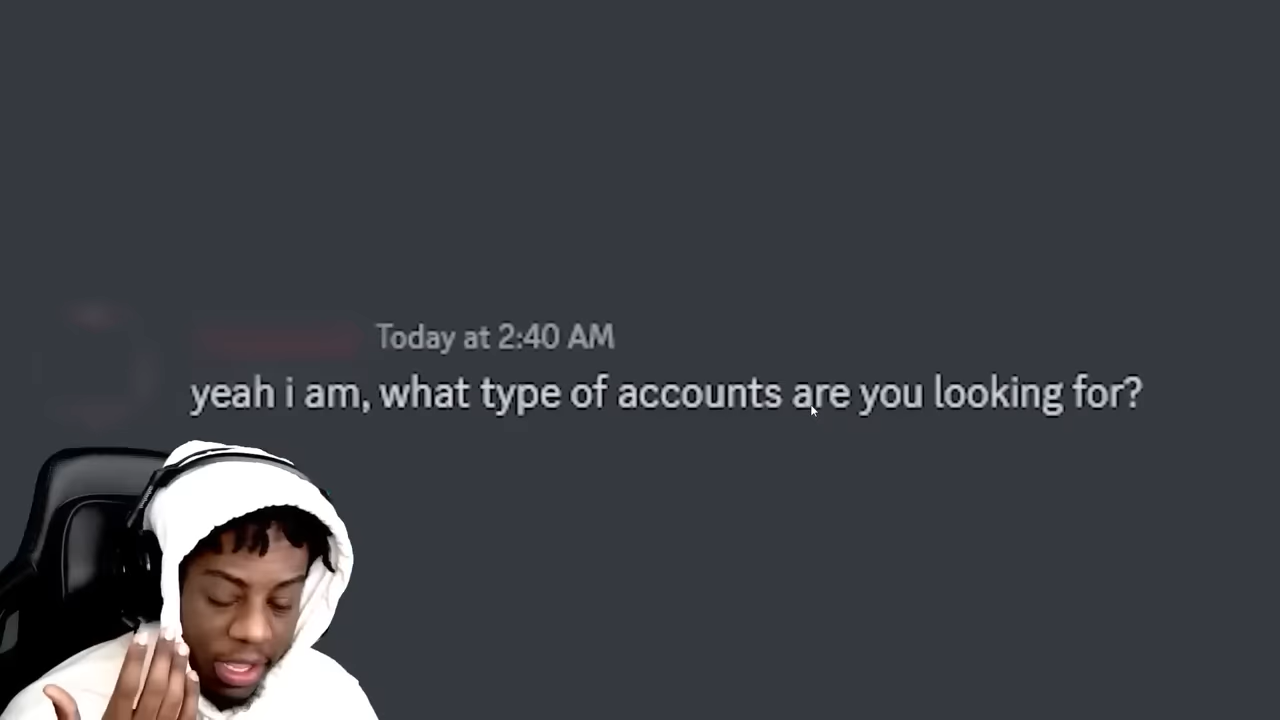 Today at 2:40 AM
yeah i am, what type of accounts are you looking for?